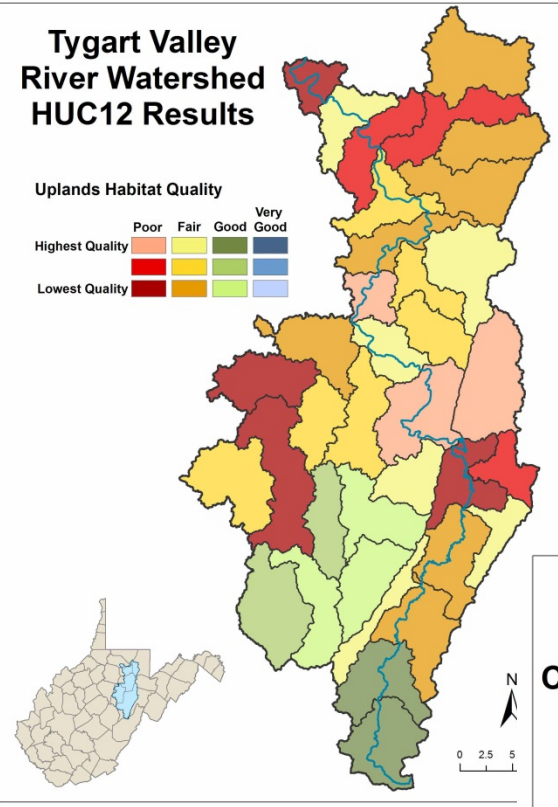 Tygart Valley
River Watershed
HUC12 Results
Uplands Habitat Quality
Poor Fair Good Very Good
Highest Quality
Lowest Quality
N
0 2.5 5